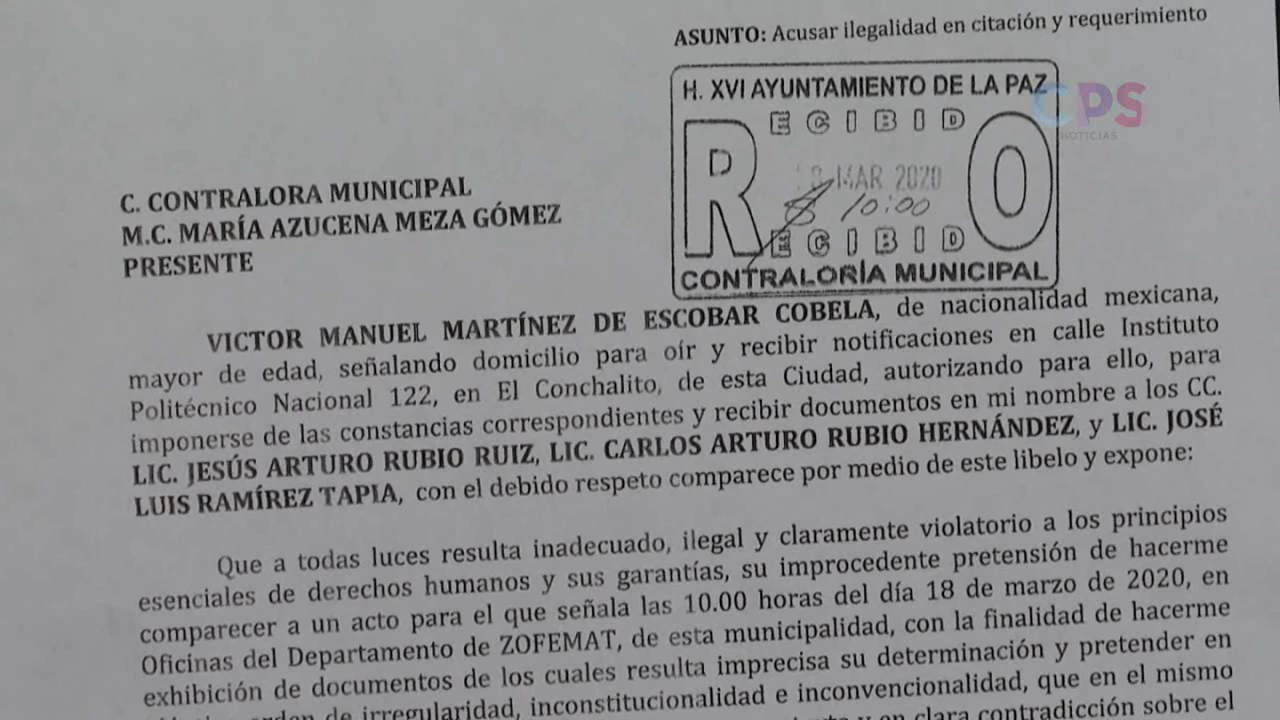 ASUNTO: Acusar ilegalidad en citación y requerimiento
H. XVI AYUNTAMIENTO DE LA PAZ
RECIBIDO
MAR 2020
10:00
RECIBIDO
CONTRALORÍA MUNICIPAL
CPS
NOTICIAS
C. CONTRALORA MUNICIPAL
M.C. MARÍA AZUCENA MEZA GÓMEZ
PRESENTE
VICTOR MANUEL MARTÍNEZ DE ESCOBAR COBELA, de nacionalidad mexicana,
mayor de edad, señalando domicilio para oír y recibir notificaciones en calle Instituto
Politécnico Nacional 122, en El Conchalito, de esta Ciudad, autorizando para ello, para
imponerse de las constancias correspondientes y recibir documentos en mi nombre a los CC.
LIC. JESÚS ARTURO RUBIO RUIZ, LIC. CARLOS ARTURO RUBIO HERNÁNDEZ, y LIC. JOSÉ
LUIS RAMÍREZ TAPIA, con el debido respeto comparece por medio de este libelo y expone:
Que a todas luces resulta inadecuado, ilegal y claramente violatorio a los principios
esenciales de derechos humanos y sus garantías, su improcedente pretensión de hacerme
comparecer a un acto para el que señala las 10.00 horas del día 18 de marzo de 2020, en
Oficinas del Departamento de ZOFEMAT, de esta municipalidad, con la finalidad de hacerme
exhibición de documentos de los cuales resulta imprecisa su determinación y pretender en
de irregularidad, inconstitucionalidad e inconvencionalidad, que en el mismo
y en clara contradicción sobre el